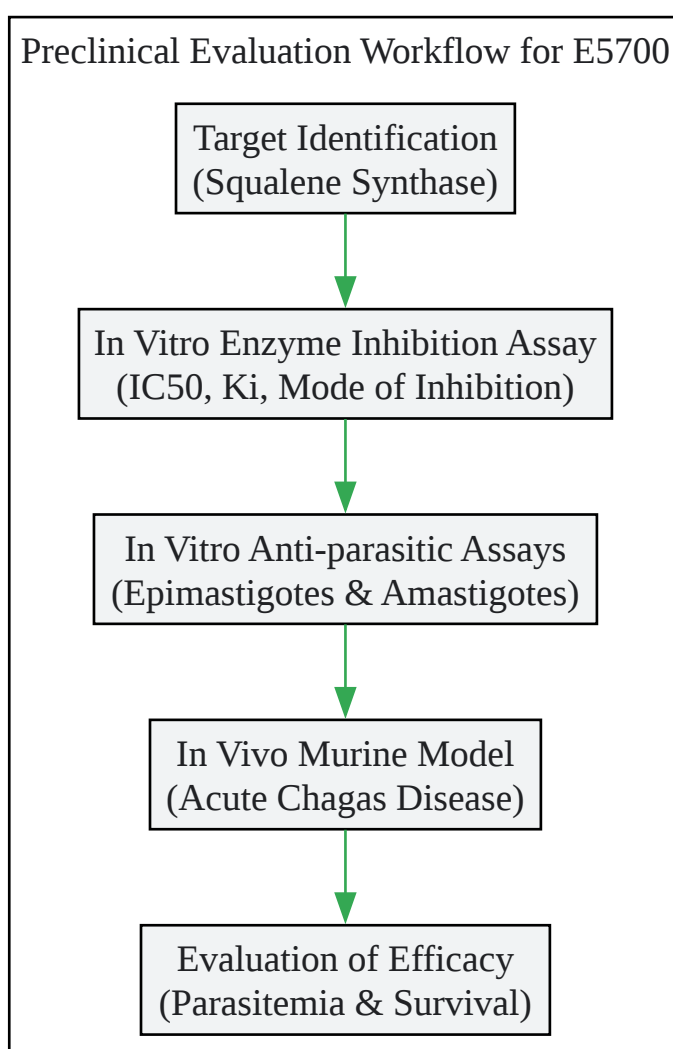 Preclinical Evaluation Workflow for E5700
Target Identification
(Squalene Synthase)
In Vitro Enzyme Inhibition Assay
(IC50, Ki, Mode of Inhibition)
In Vitro Anti-parasitic Assays
(Epimastigotes & Amastigotes)
In Vivo Murine Model
(Acute Chagas Disease)
Evaluation of Efficacy
(Parasitemia & Survival)